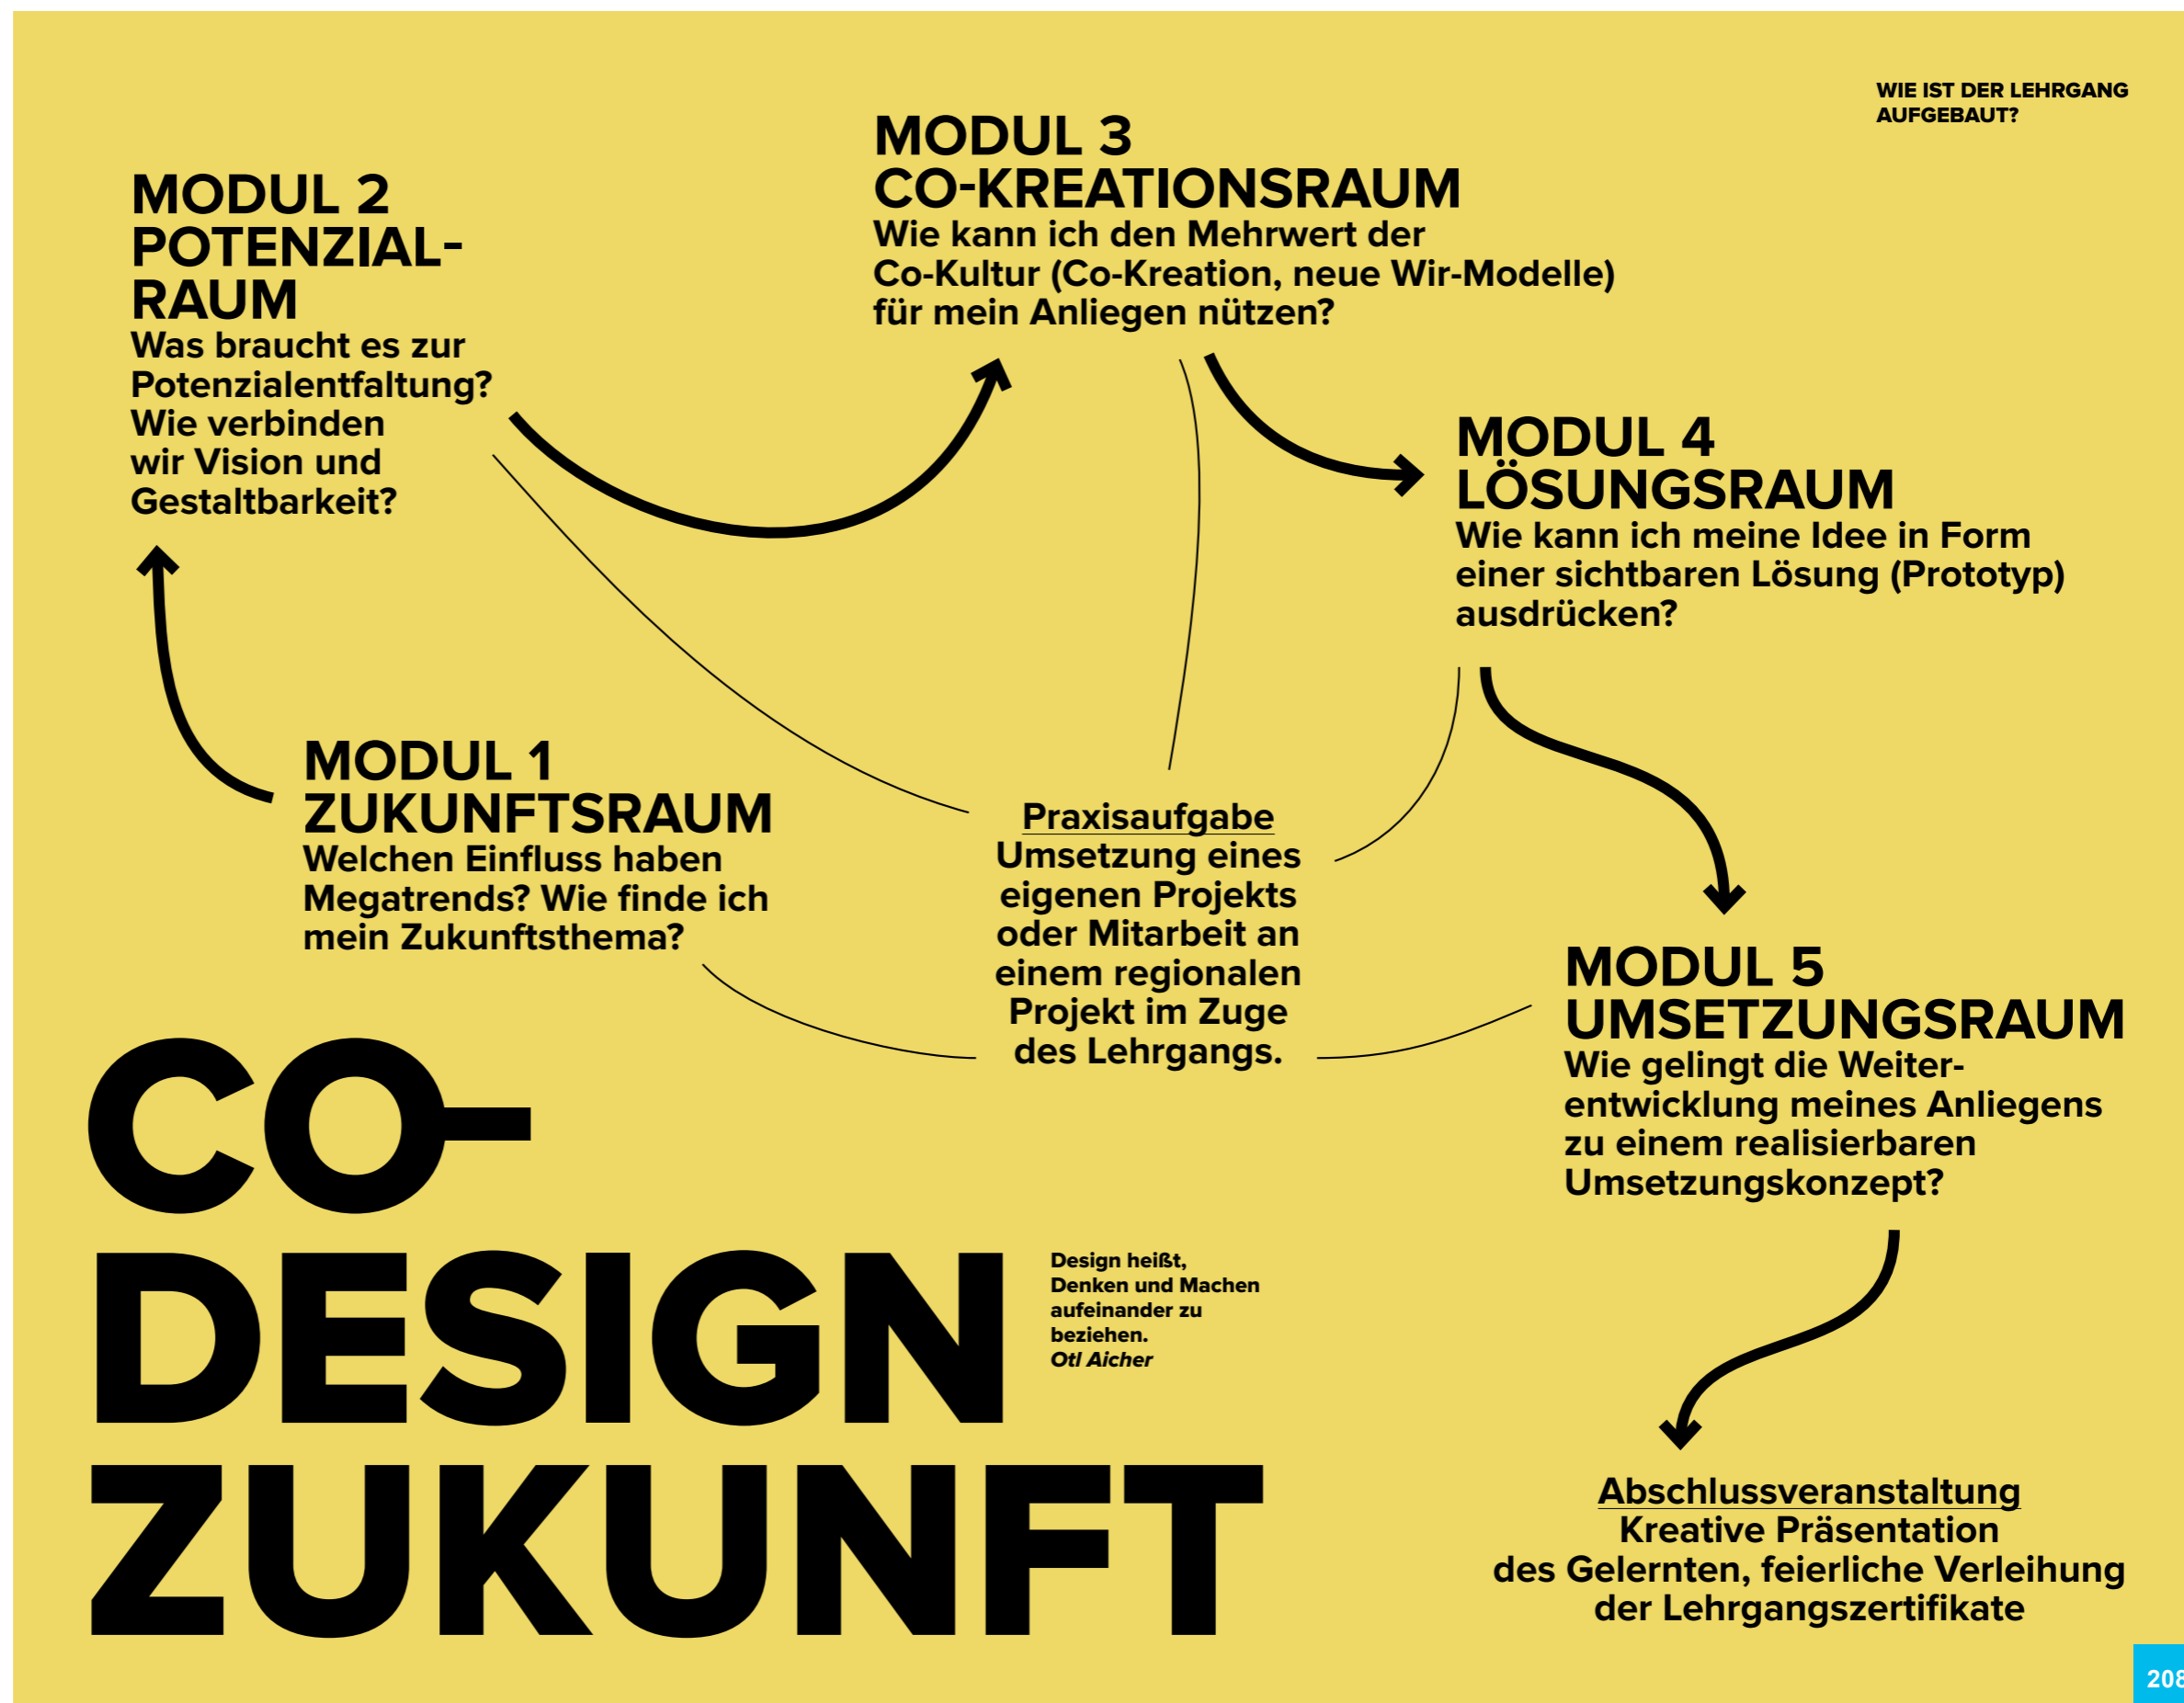 WIE IST DER LEHRGANG
AUFGEBAUT?
MODUL 1
ZUKUNFTSRAUM
Welchen Einfluss haben
Megatrends? Wie finde ich
mein Zukunftsthema?
MODUL 2
POTENZIAL-
RAUM
Was braucht es zur
Potenzialentfaltung?
Wie verbinden
wir Vision und
Gestaltbarkeit?
MODUL 3
CO-KREATIONSRAUM
Wie kann ich den Mehrwert der
Co-Kultur (Co-Kreation, neue Wir-Modelle)
für mein Anliegen nützen?
MODUL 4
LÖSUNGSRAUM
Wie kann ich meine Idee in Form
einer sichtbaren Lösung (Prototyp)
ausdrücken?
MODUL 5
UMSETZUNGSRAUM
Wie gelingt die Weiter-
entwicklung meines Anliegens
zu einem realisierbaren
Umsetzungskonzept?
Praxisaufgabe
Umsetzung eines
eigenen Projekts
oder Mitarbeit an
einem regionalen
Projekt im Zuge
des Lehrgangs.
Abschlussveranstaltung
Kreative Präsentation
des Gelernten, feierliche Verleihung
der Lehrgangszertifikate
CO-
DESIGN
ZUKUNFT
Design heißt,
Denken und Machen
aufeinander zu
beziehen.
Otl Aicher
208